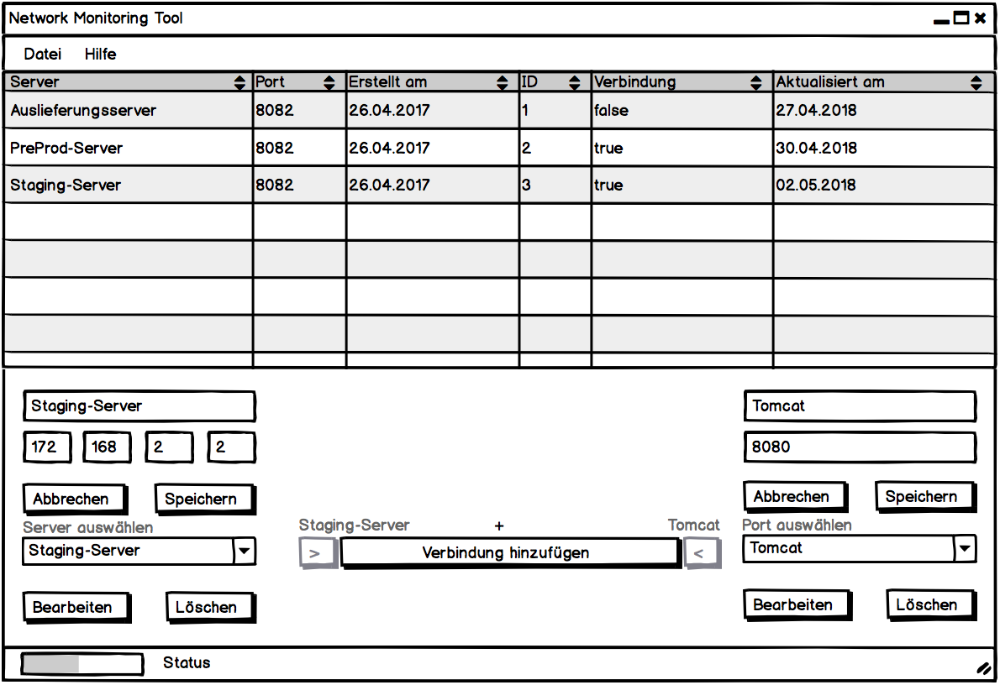 Network Monitoring Tool
Datei Hilfe
Server Port Erstellt am ID Verbindung Aktualisiert am
Auslieferungsserver 8082 26.04.2017 1 false 27.04.2018
PreProd-Server 8082 26.04.2017 2 true 30.04.2018
Staging-Server 8082 26.04.2017 3 true 02.05.2018
Staging-Server Tomcat
172 168 2 2 8080
Abbrechen Speichern Abbrechen Speichern
Server auswählen Staging-Server + Tomcat Port auswählen
Staging-Server > Verbindung hinzufügen < Tomcat
Bearbeiten Löschen Bearbeiten Löschen
Status